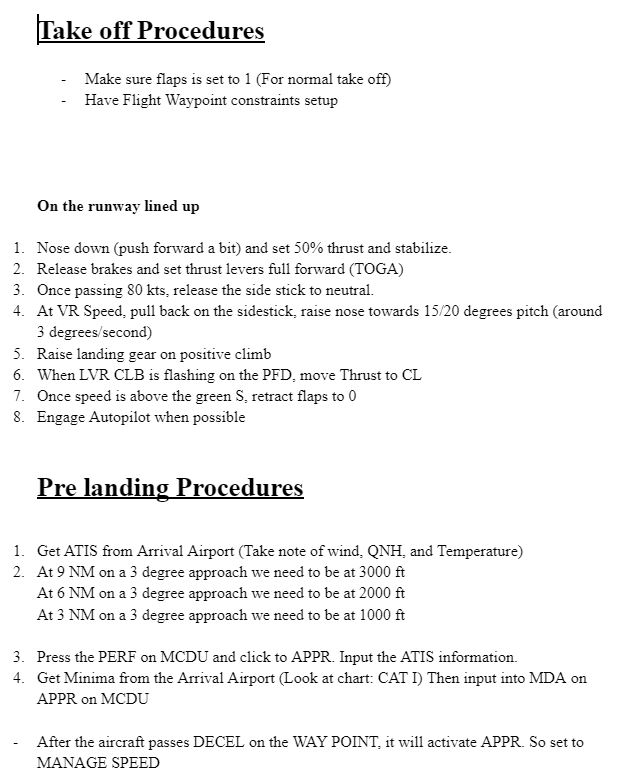 Take off Procedures
- Make sure flaps is set to 1 (For normal take off)
- Have Flight Waypoint constraints setup
On the runway lined up
1. Nose down (push forward a bit) and set 50% thrust and stabilize.
2. Release brakes and set thrust levers full forward (TOGA)
3. Once passing 80 kts, release the side stick to neutral.
4. At VR Speed, pull back on the sidestick, raise nose towards 15/20 degrees pitch (around
3 degrees/second)
5. Raise landing gear on positive climb
6. When LVR CLB is flashing on the PFD, move Thrust to CL
7. Once speed is above the green S, retract flaps to 0
8. Engage Autopilot when possible
Pre landing Procedures
1. Get ATIS from Arrival Airport (Take note of wind, QNH, and Temperature)
2. At 9 NM on a 3 degree approach we need to be at 3000 ft
At 6 NM on a 3 degree approach we need to be at 2000 ft
At 3 NM on a 3 degree approach we need to be at 1000 ft
3. Press the PERF on MCDU and click to APPR. Input the ATIS information.
4. Get Minima from the Arrival Airport (Look at chart: CAT I) Then input into MDA on
APPR on MCDU
- After the aircraft passes DECEL on the WAY POINT, it will activate APPR. So set to
MANAGE SPEED